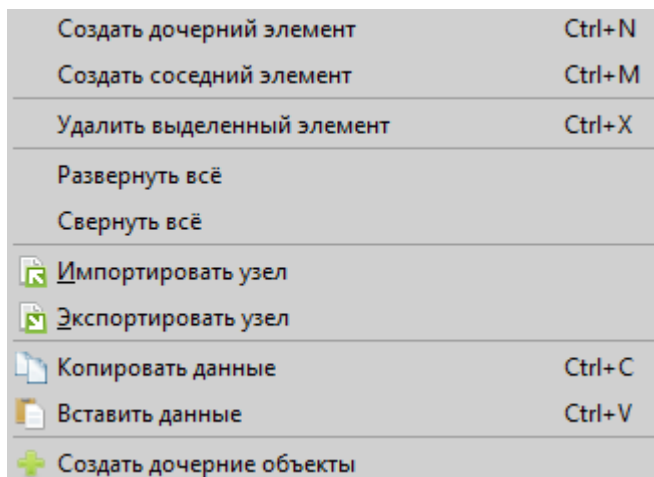 Создать дочерний элемент Ctrl+N
Создать соседний элемент Ctrl+M
Удалить выделенный элемент Ctrl+X
Развернуть всё
Свернуть всё
Импортировать узел
Экспортировать узел
Копировать данные Ctrl+C
Вставить данные Ctrl+V
Создать дочерние объекты